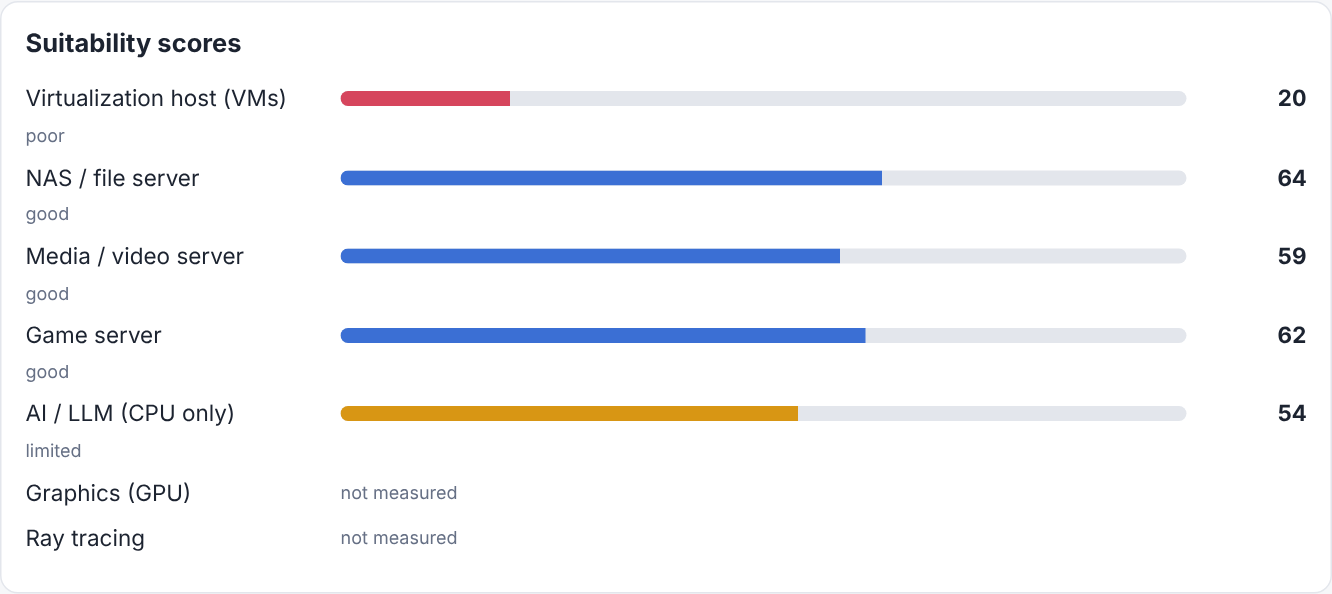 Suitability scores
Virtualization host (VMs) 20
poor
NAS / file server 64
good
Media / video server 59
good
Game server 62
good
AI / LLM (CPU only) 54
limited
Graphics (GPU) not measured
Ray tracing not measured